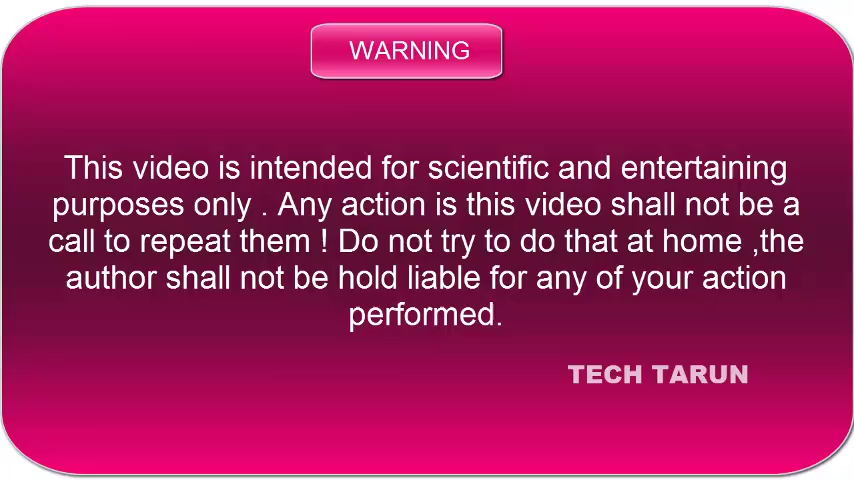 WARNING
This video is intended for scientific and entertaining
purposes only . Any action is this video shall not be a
call to repeat them ! Do not try to do that at home ,the
author shall not be hold liable for any of your action
performed.
TECH TARUN